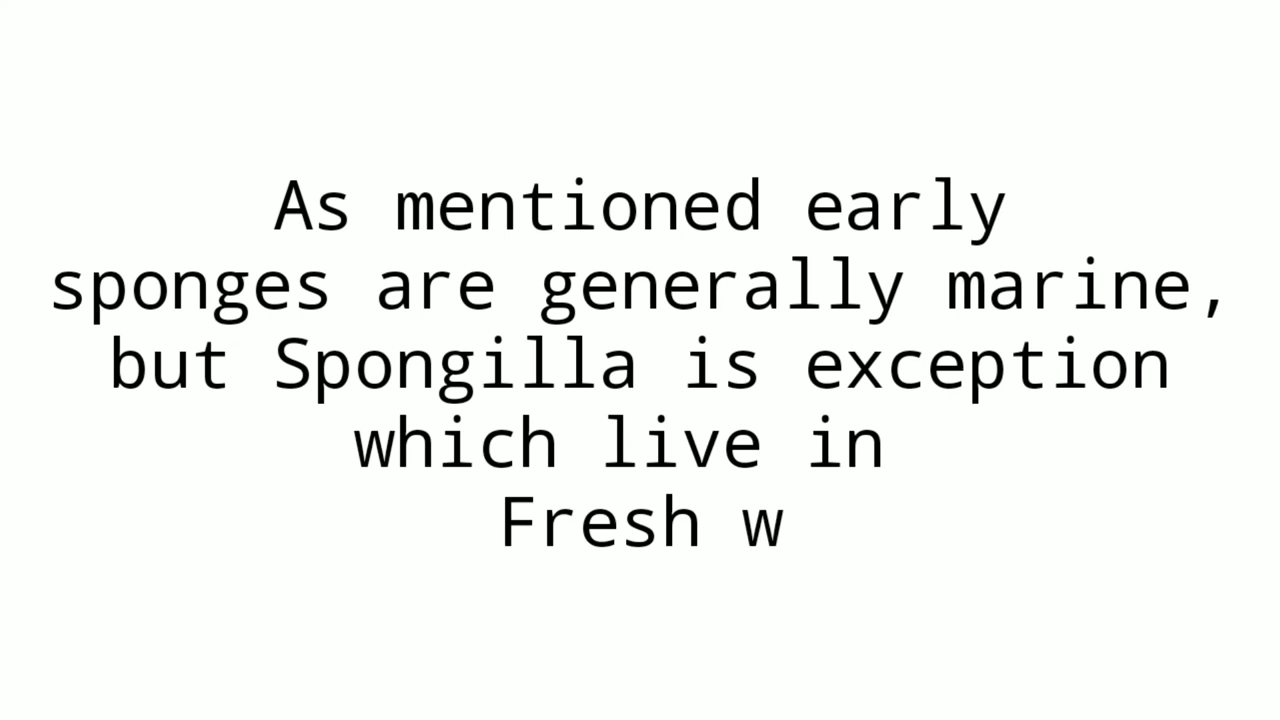 As mentioned early
sponges are generally marine,
but Spongilla is exception
which live in
Fresh w